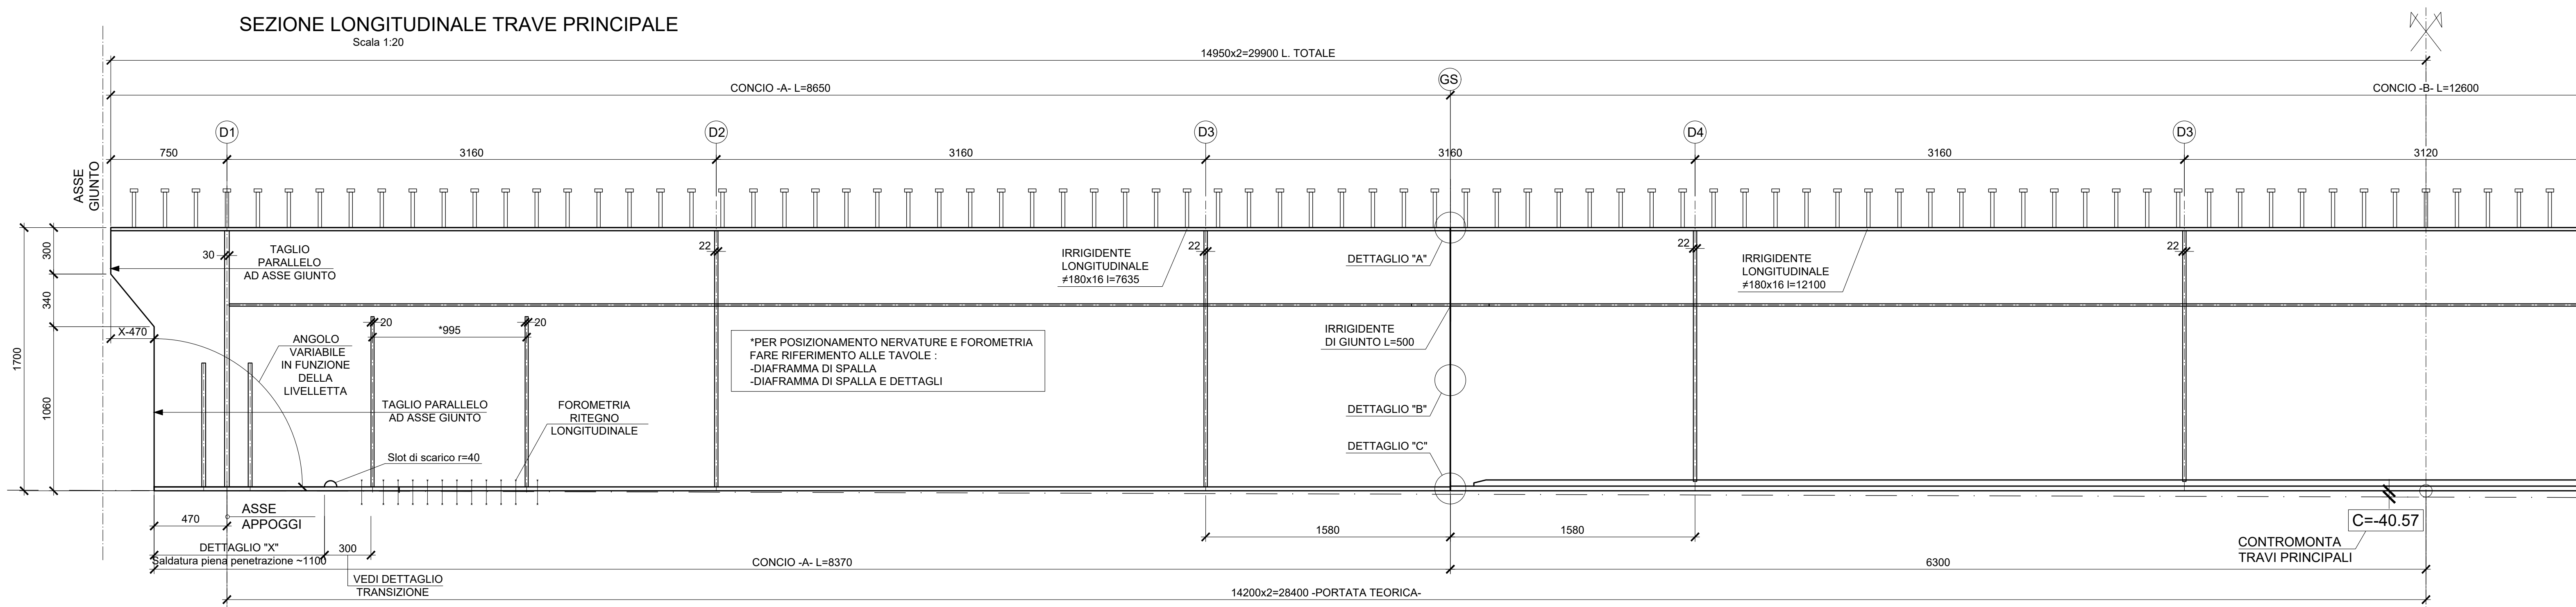 SEZIONE LONGITUDINALE TRAVE PRINCIPALE
Scala 1:20
14950x2=29900 L. TOTALE
GS
CONCIO -A- L=8650
CONCIO -B- L=12600
D1
D2
D3
D4
D3
750
3160
3160
3160
3160
3120
ASSE
GIUNTO
300
340
1060
1700
X-470
TAGLIO
PARALLELO
AD ASSE GIUNTO
30
22
22
22
22
IRRIGIDENTE
LONGITUDINALE
≠180x16 l=7635
DETTAGLIO "A"
IRRIGIDENTE
LONGITUDINALE
≠180x16 l=12100
20
*995
20
ANGOLO
VARIABILE
IN FUNZIONE
DELLA
LIVELLETTA
*PER POSIZIONAMENTO NERVATURE E FOROMETRIA
FARE RIFERIMENTO ALLE TAVOLE :
-DIAFRAMMA DI SPALLA
-DIAFRAMMA DI SPALLA E DETTAGLI
IRRIGIDENTE
DI GIUNTO L=500
TAGLIO PARALLELO
AD ASSE GIUNTO
FOROMETRIA
RITEGNO
LONGITUDINALE
DETTAGLIO "B"
DETTAGLIO "C"
Slot di scarico r=40
470
ASSE
APPOGGI
DETTAGLIO "X"
Saldatura piena penetrazione ~1100
300
1580
1580
C=-40.57
CONTROMONTA
TRAVI PRINCIPALI
CONCIO -A- L=8370
6300
VEDI DETTAGLIO
TRANSIZIONE
14200x2=28400 -PORTATA TEORICA-